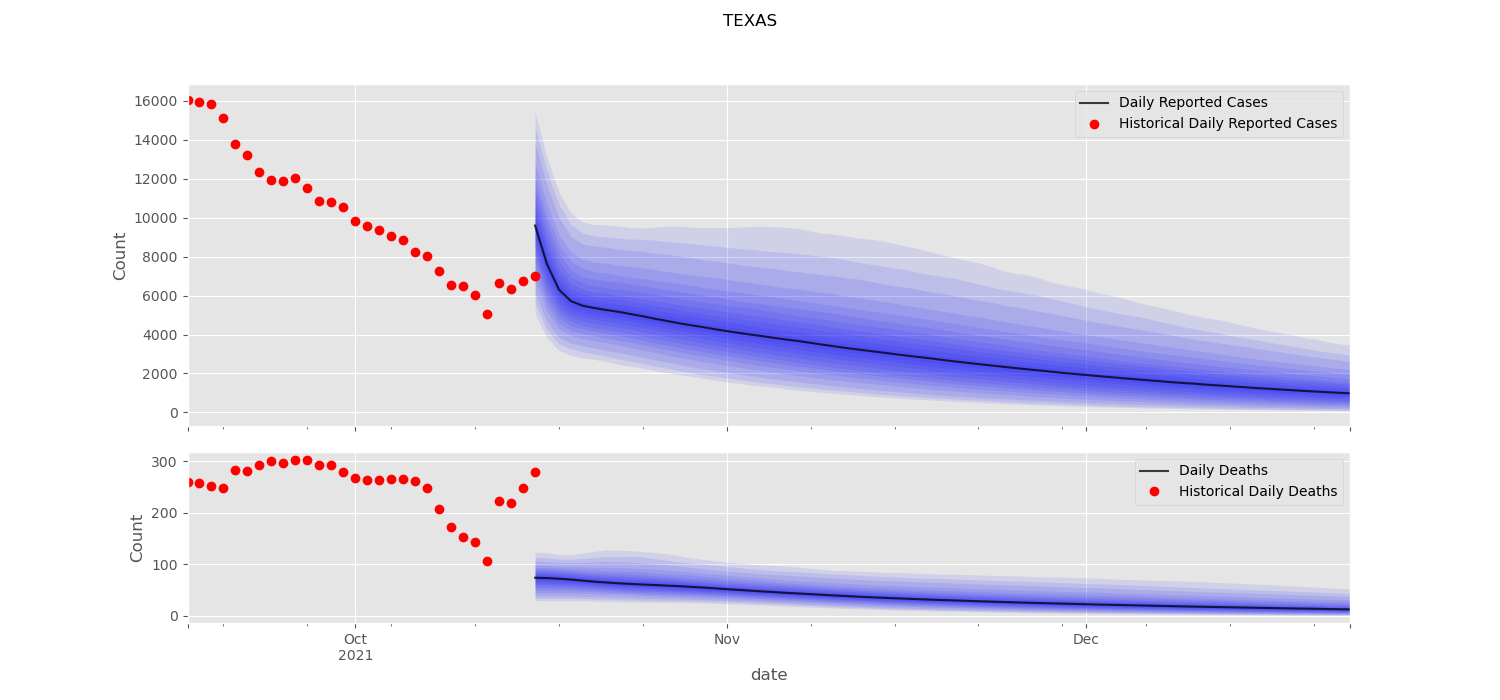 TEXAS
16000
14000
12000
10000
8000
6000
4000
2000
0
Count
Daily Reported Cases
Historical Daily Reported Cases
300
200
100
0
Count
Daily Deaths
Historical Daily Deaths
Oct
2021
Nov
Dec
date